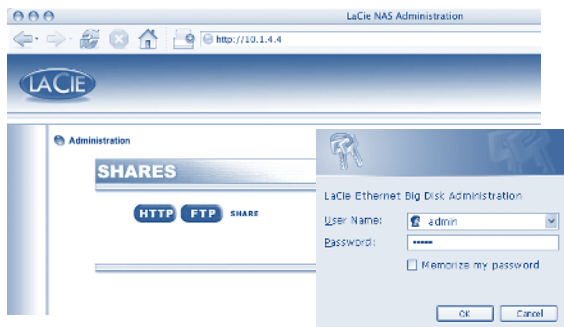 LaCie NAS Administration
http://10.1.4.4
LACIE
Administration
SHARES
HTTP FTP SHARE
LaCie Ethernet Big Disk Administration
User Name: admin
Password: •••••
Memorize my password
OK Cancel